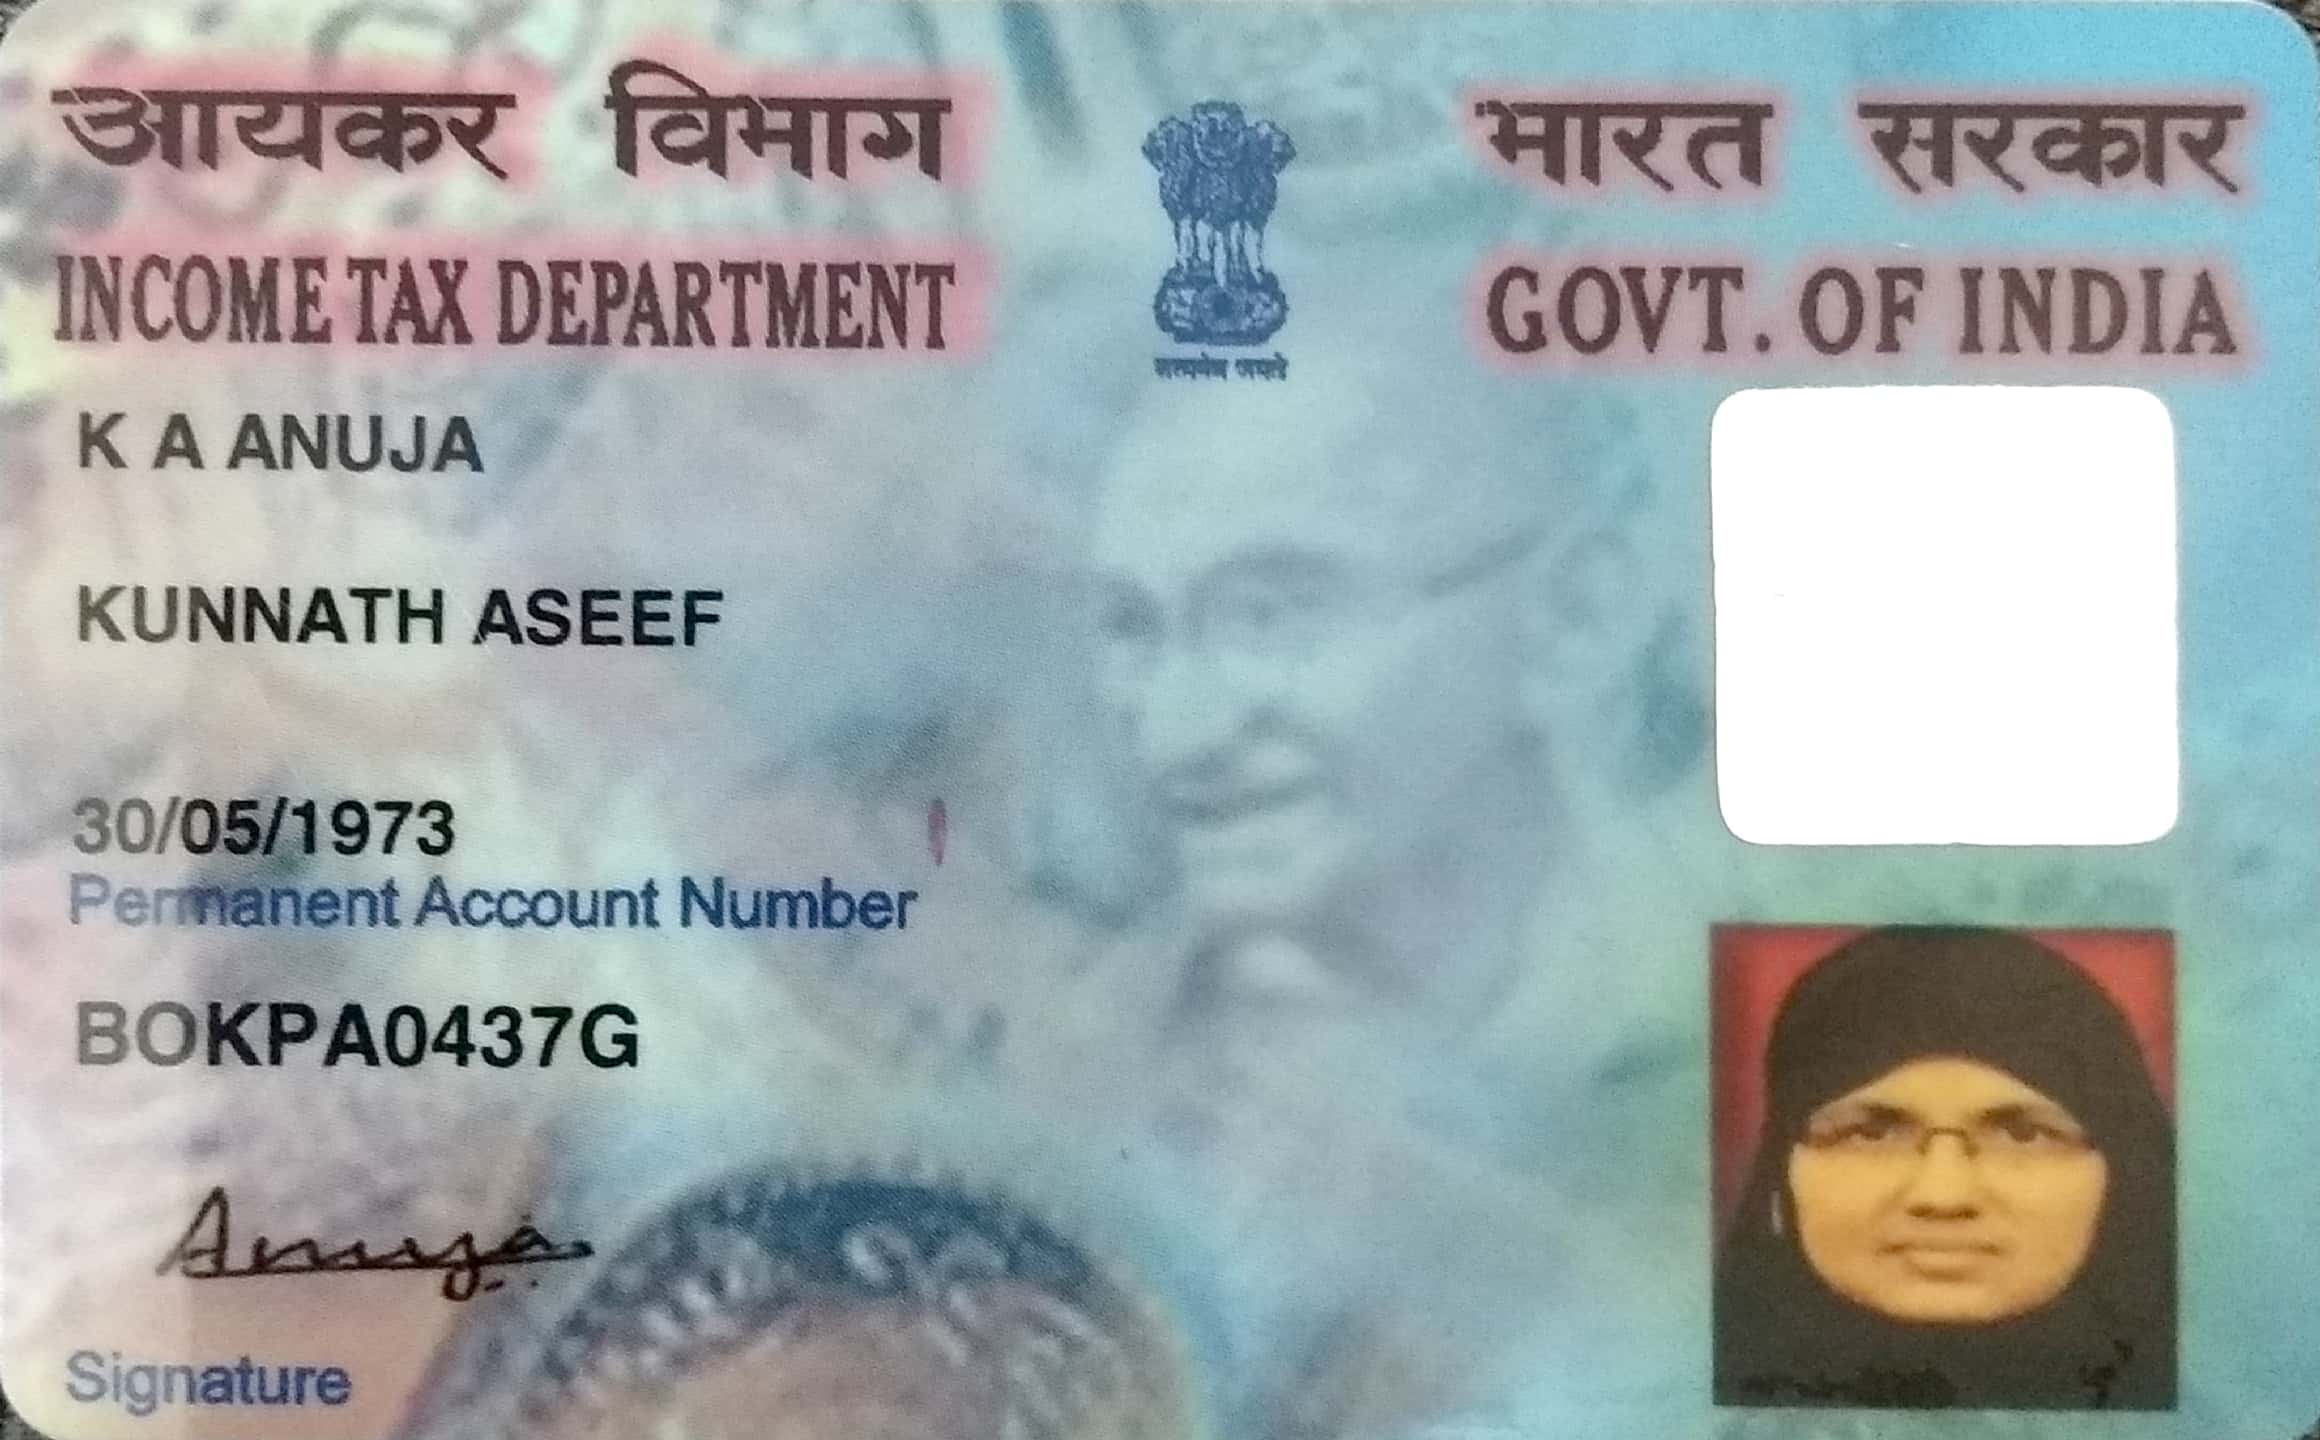 आयकर विभाग
INCOME TAX DEPARTMENT
सत्यमेव जयते
भारत सरकार
GOVT. OF INDIA
K A ANUJA
KUNNATH ASEEF
30/05/1973
Permanent Account Number
BOKPA0437G
Anuja
Signature